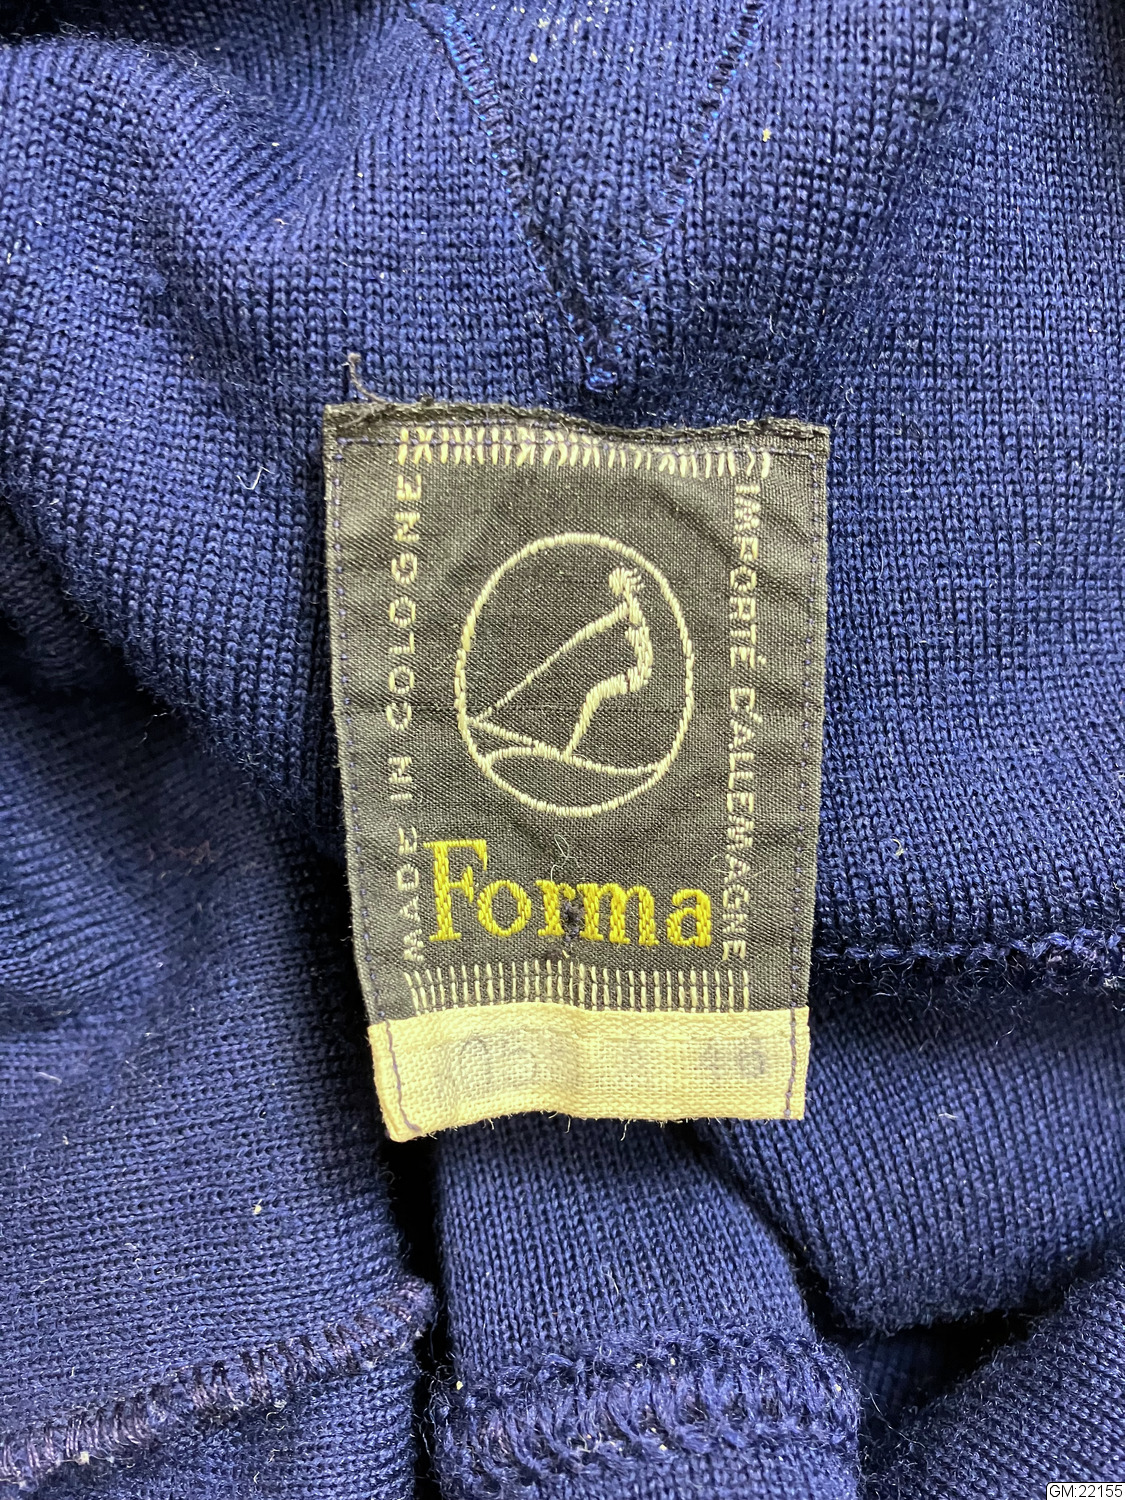 MADE IN COLOGNE
IMPORTÉ D'ALLEMAGNE
Forma
GM:22155